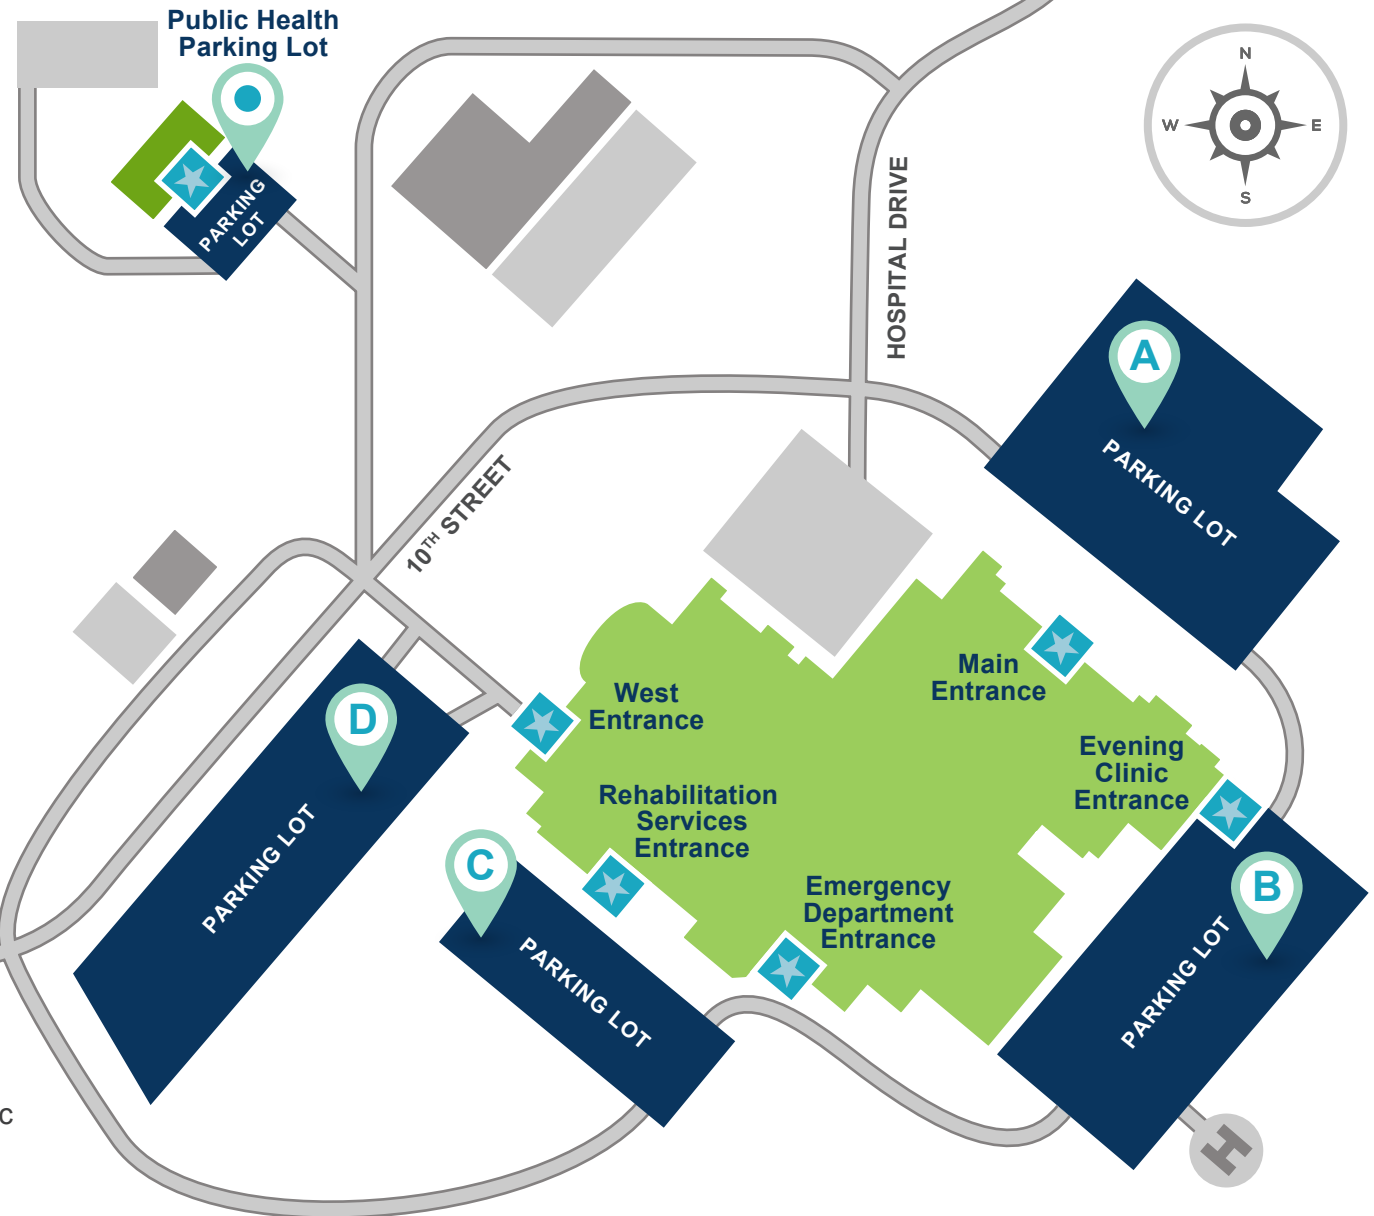 Public Health
Parking Lot
N
W
E
S
PARKING
LOT
HOSPITAL DRIVE
A
PARKING LOT
10TH STREET
Main
Entrance
West
Entrance
D
PARKING LOT
Evening
Clinic
Entrance
Rehabilitation
Services
Entrance
C
PARKING LOT
Emergency
Department
Entrance
B
PARKING LOT
c
H